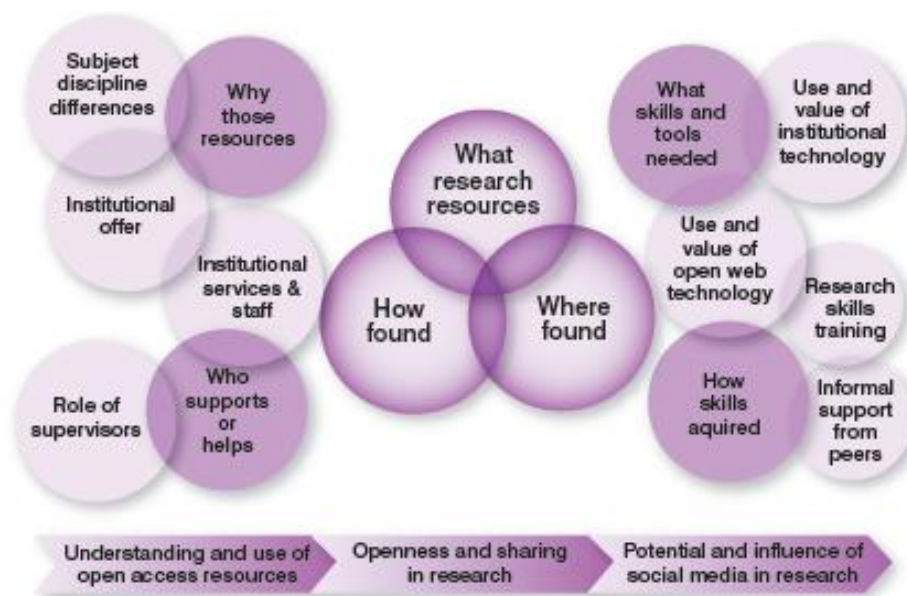 Subject
discipline
differences
Why
those
resources
Institutional
offer
Institutional
services &
staff
Role of
supervisors
Who
supports
or
helps
What
research
resources
How
found
Where
found
What
skills and
tools
needed
Use and
value of
institutional
technology
Use and
value of
open web
technology
Research
skills
training
How
skills
aquired
Informal
support
from
peers
Understanding and use of
open access resources
Openness and sharing
in research
Potential and influence of
social media in research